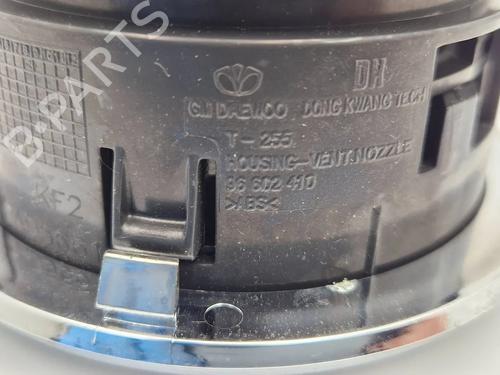 DH
GM DAEWOO DONG KWANG TECH
T-255
HOUSING-VENT.NOZZLE
96 602 410
>ABS<
KF2
B-PARTS